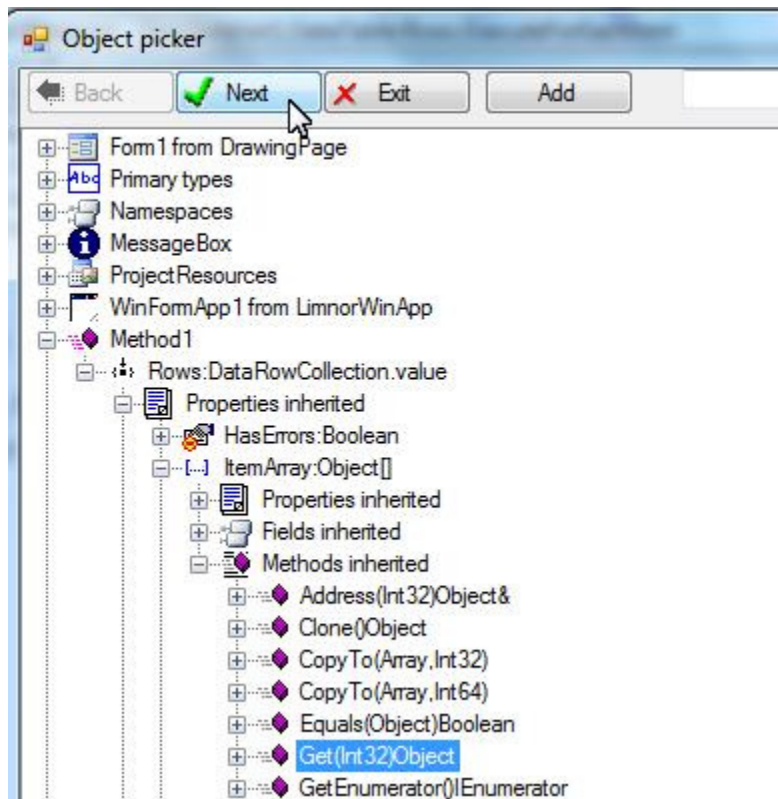 Object picker
Back Next Exit Add
Form1 from DrawingPage
Abc Primary types
Namespaces
MessageBox
ProjectResources
WinFormApp1 from LimnorWinApp
Method1
Rows:DataRowCollection.value
Properties inherited
HasErrors:Boolean
[...] ItemArray:Object[]
Properties inherited
Fields inherited
Methods inherited
Address(Int32)Object&
Clone()Object
CopyTo(Array,Int32)
CopyTo(Array,Int64)
Equals(Object)Boolean
Get(Int32)Object
GetEnumerator()IEnumerator